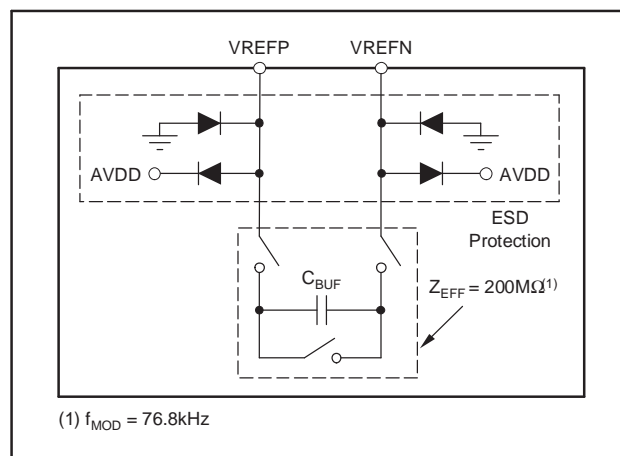 VREFP VREFN
AVDD AVDD
ESD
Protection
C_BUF
Z_EFF = 200MΩ(1)
(1) f_MOD = 76.8kHz